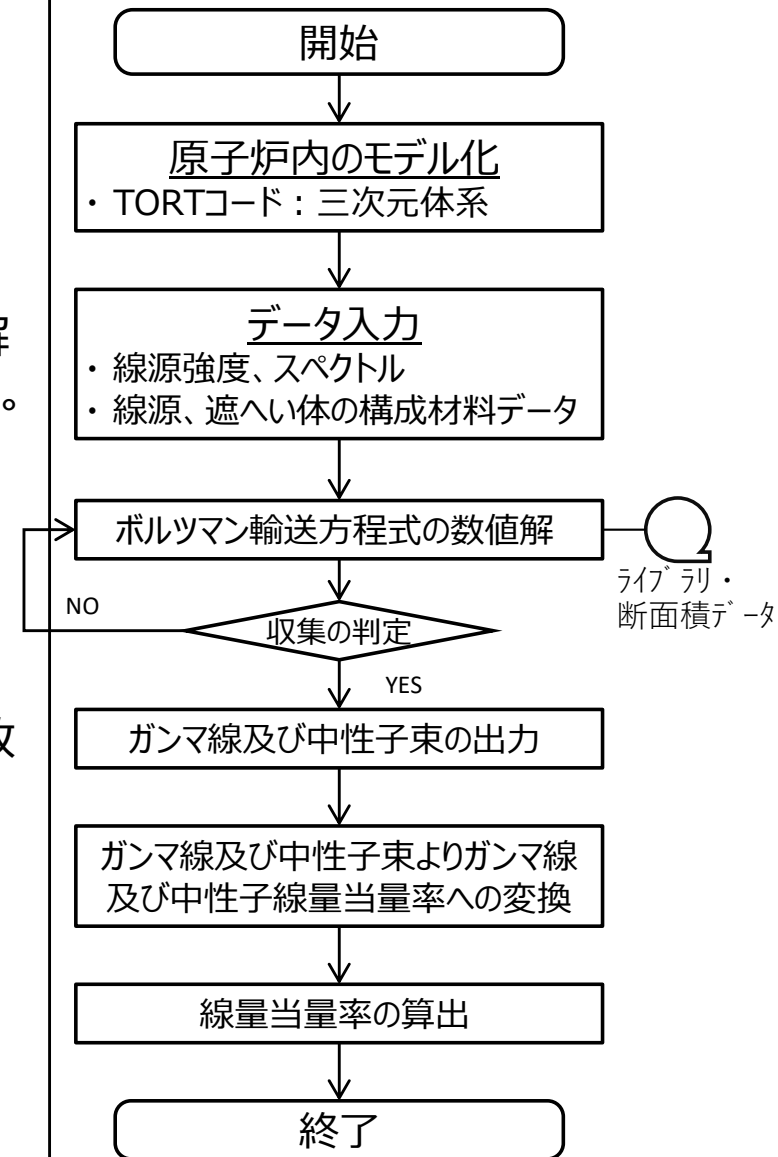 開始
原子炉内のモデル化
・ TORTコード：三次元体系
解
データ入力
・ 線源強度、スペクトル
。
・ 線源、遮へい体の構成材料データ
ボルツマン輸送方程式の数値解
ﾗｲﾌﾞﾗﾘ・
断面積ﾃﾞｰﾀ
NO
収集の判定
YES
ガンマ線及び中性子束の出力
ガンマ線及び中性子束よりガンマ線
及び中性子線量当量率への変換
線量当量率の算出
終了